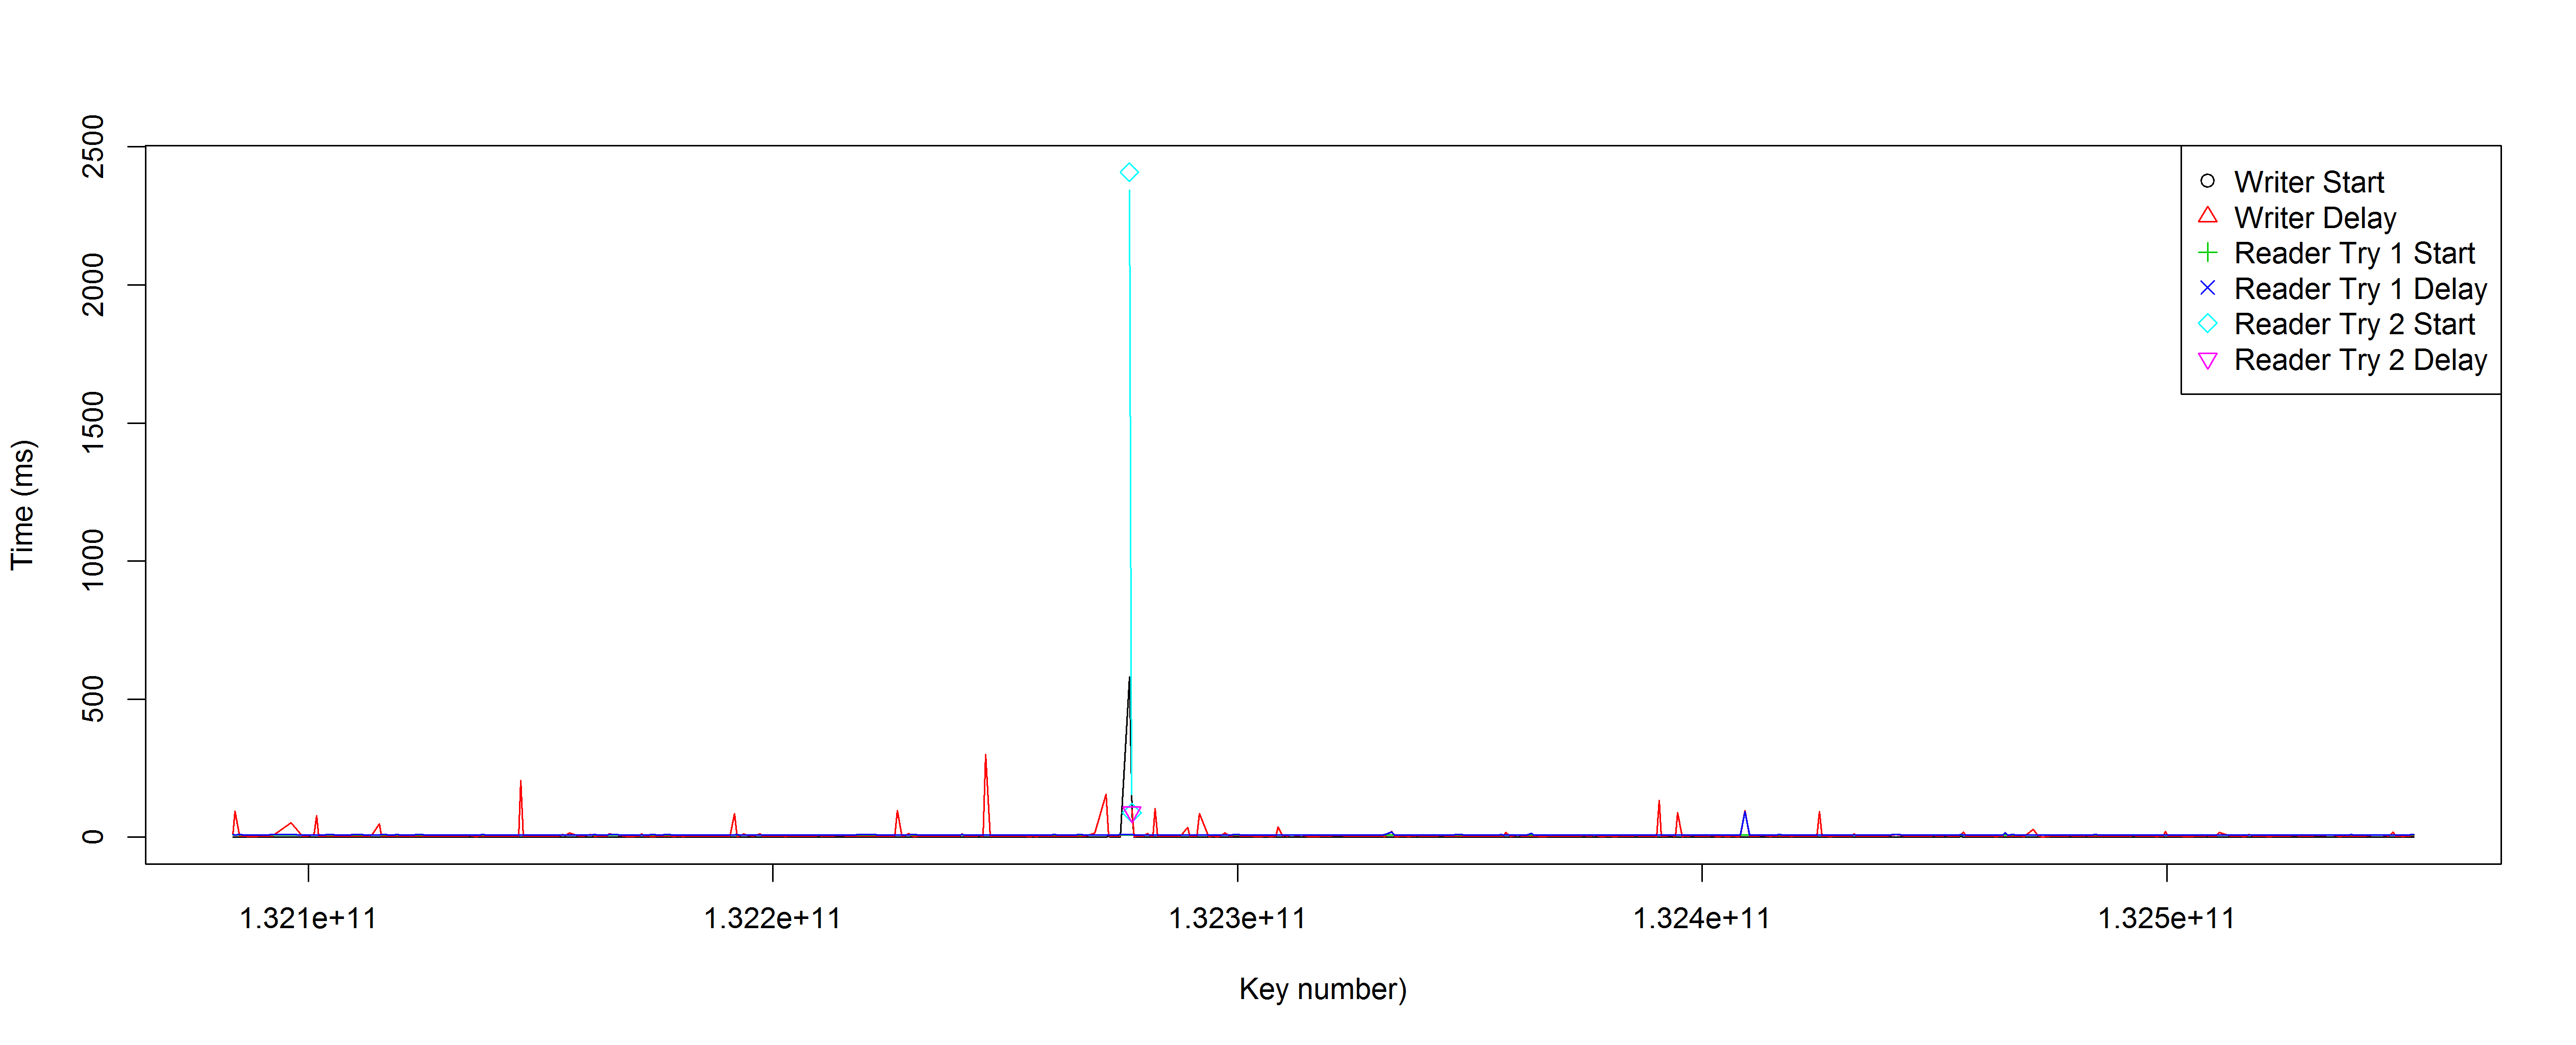 2500
2000
1500
1000
500
0
Time (ms)
Writer Start
Writer Delay
Reader Try 1 Start
Reader Try 1 Delay
Reader Try 2 Start
Reader Try 2 Delay
1.321e+11 1.322e+11 1.323e+11 1.324e+11 1.325e+11
Key number)